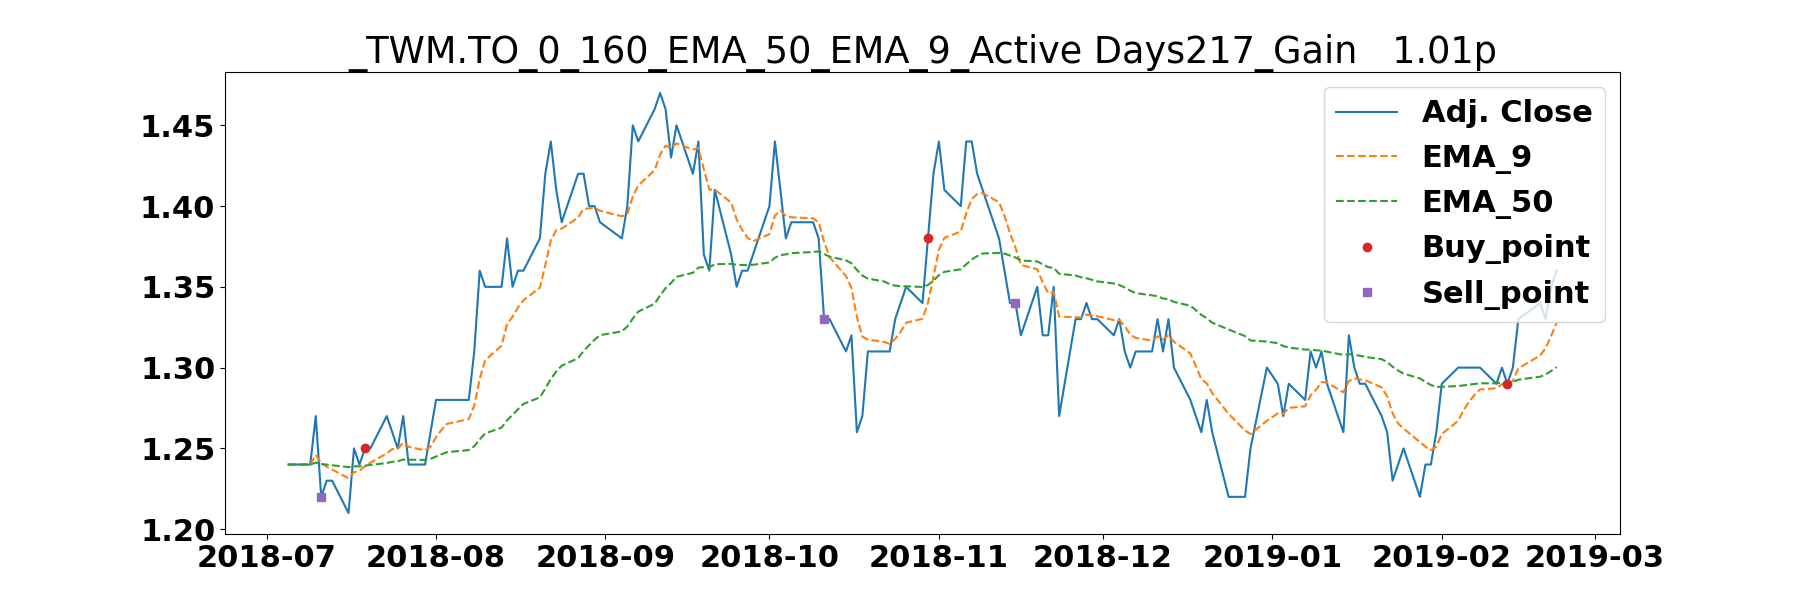 _TWM.TO_0_160_EMA_50_EMA_9_Active Days217_Gain   1.01p
1.45
1.40
1.35
1.30
1.25
1.20
Adj. Close
EMA_9
EMA_50
Buy_point
Sell_point
2018-07 2018-08 2018-09 2018-10 2018-11 2018-12 2019-01 2019-02 2019-03